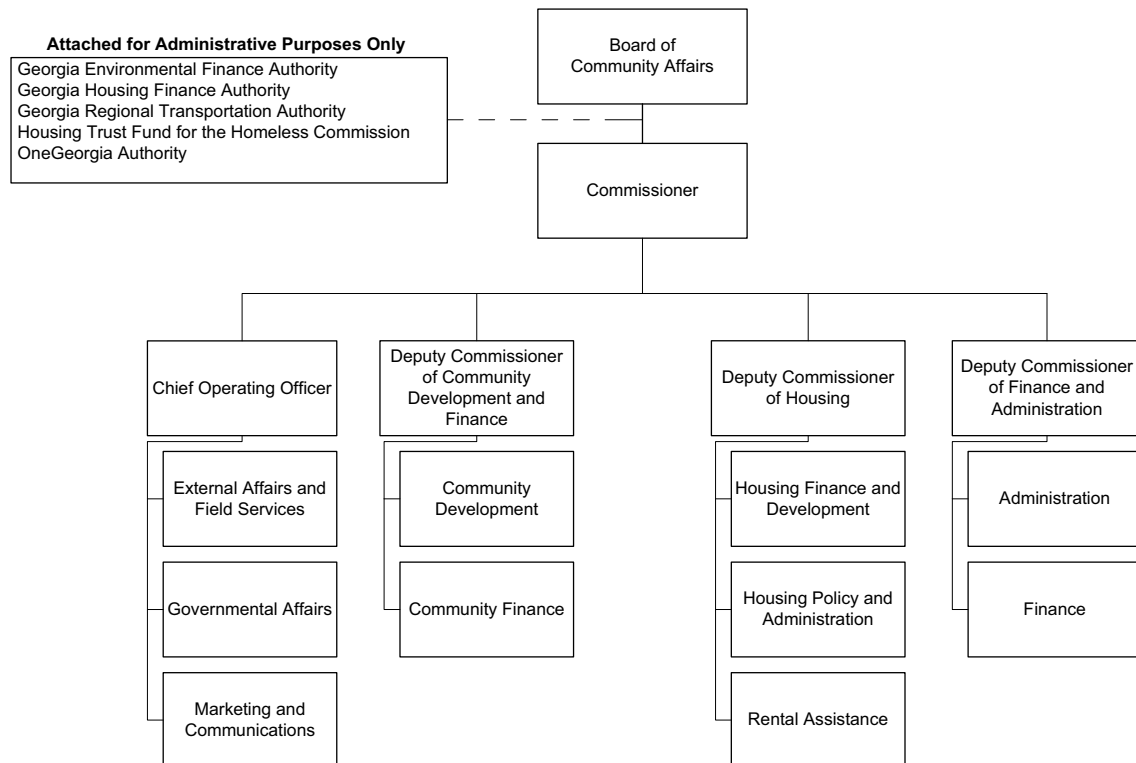 Attached for Administrative Purposes Only
Georgia Environmental Finance Authority
Georgia Housing Finance Authority
Georgia Regional Transportation Authority
Housing Trust Fund for the Homeless Commission
OneGeorgia Authority
Board of
Community Affairs
Commissioner
Chief Operating Officer
Deputy Commissioner
of Community
Development and
Finance
Deputy Commissioner
of Housing
Deputy Commissioner
of Finance and
Administration
External Affairs and
Field Services
Community
Development
Housing Finance and
Development
Administration
Governmental Affairs
Community Finance
Housing Policy and
Administration
Finance
Marketing and
Communications
Rental Assistance